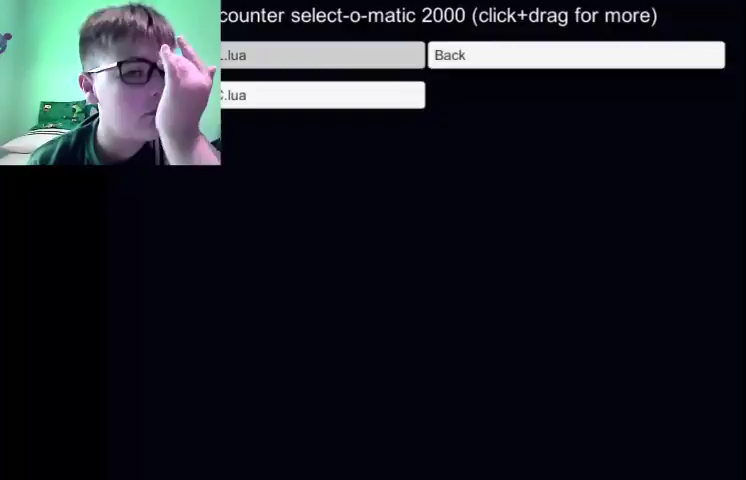 counter select-o-matic 2000 (click+drag for more)
.lua
Back
.lua